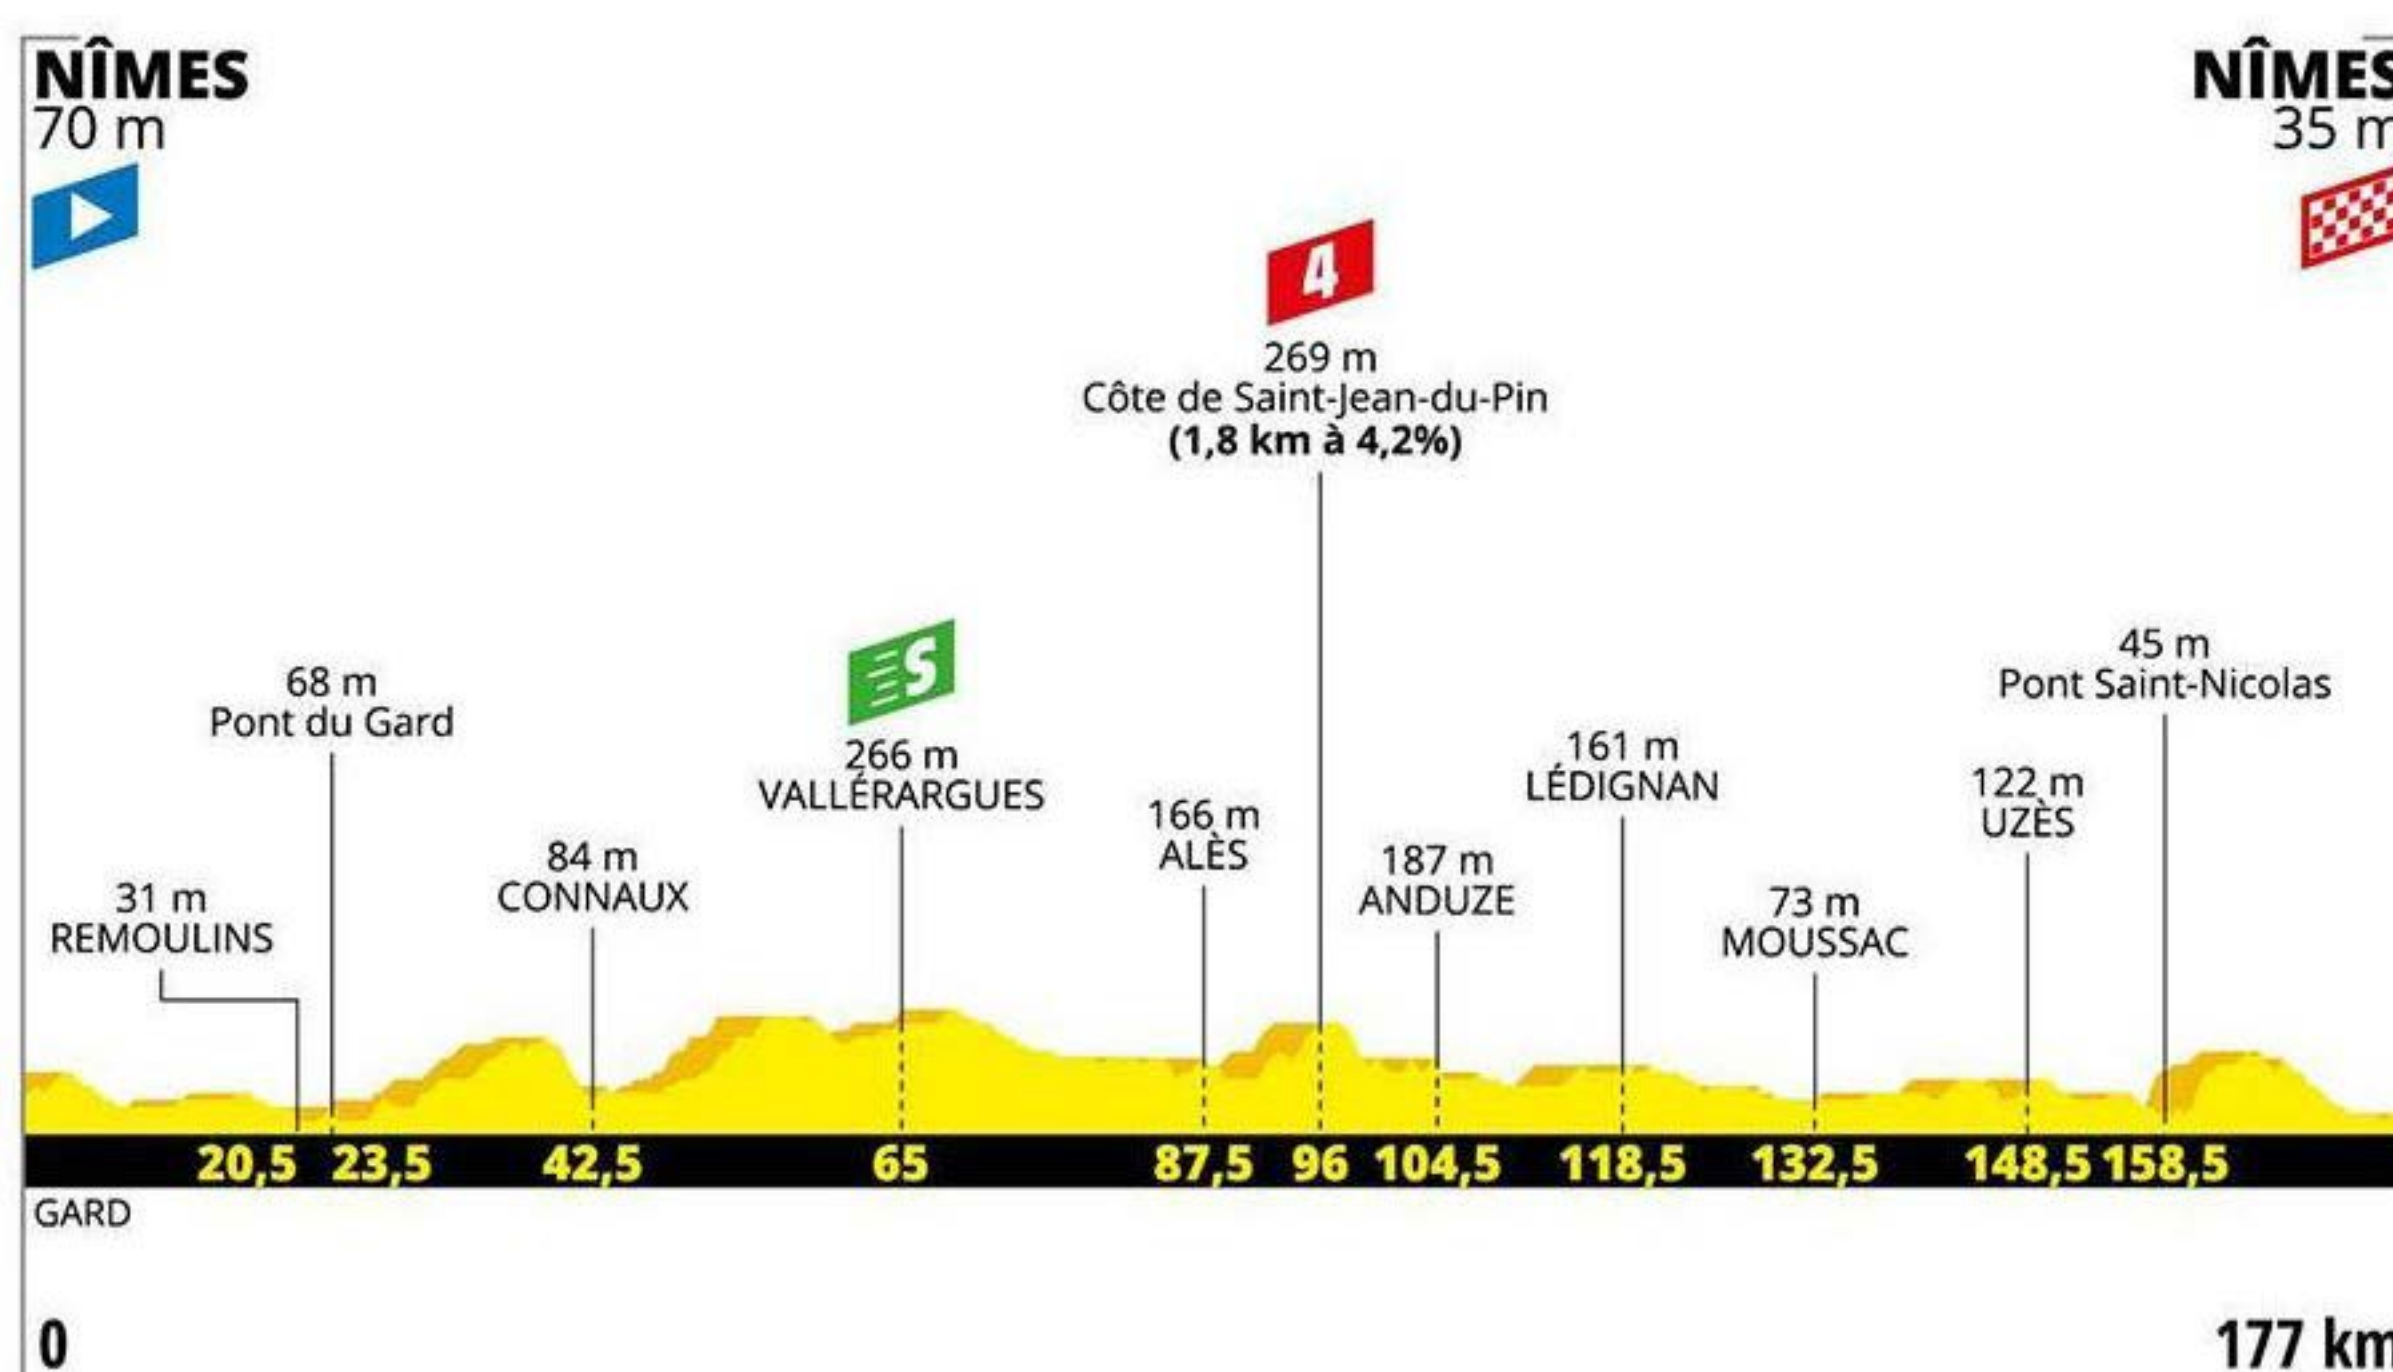 NÎMES
70 m
NÎMES
35 m
4
269 m
Côte de Saint-Jean-du-Pin
(1,8 km à 4,2%)
S
266 m
VALLÉRARGUES
68 m
Pont du Gard
31 m
REMOULINS
84 m
CONNAUX
166 m
ALÈS
187 m
ANDUZE
161 m
LÉDIGNAN
73 m
MOUSSAC
122 m
UZÈS
45 m
Pont Saint-Nicolas
20,5 23,5 42,5 65 87,5 96 104,5 118,5 132,5 148,5 158,5
GARD
0
177 km